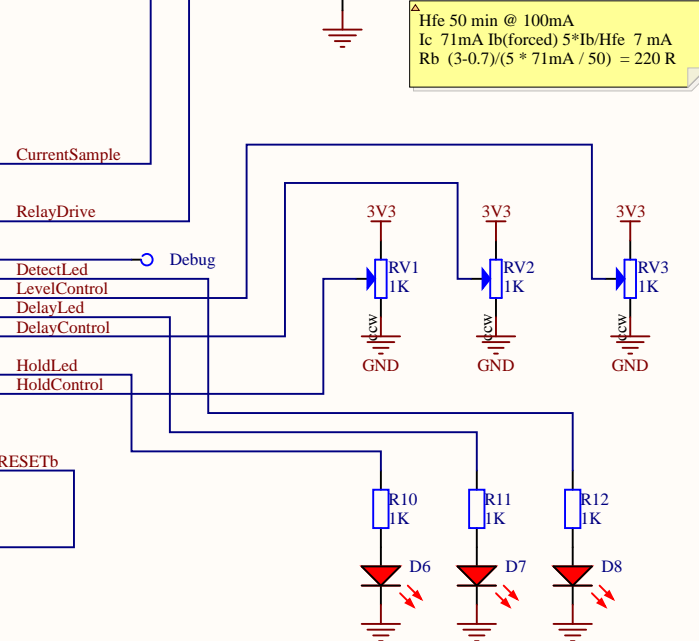 Hfe 50 min @ 100mA
Ic 71mA Ib(forced) 5*Ib/Hfe 7 mA
Rb (3-0.7)/(5 * 71mA / 50) = 220 R
CurrentSample
RelayDrive
3V3
3V3
3V3
Debug
DetectLed
LevelControl
DelayLed
DelayControl
RV1
1K
RV2
1K
RV3
1K
ccw
ccw
ccw
GND
GND
GND
HoldLed
HoldControl
RESETb
R10
1K
R11
1K
R12
1K
D6
D7
D8